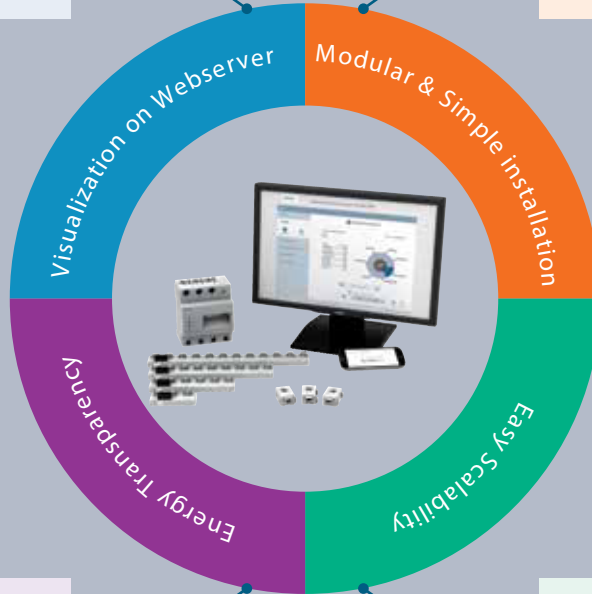 Visualization on Webserver
Modular & Simple installation
Energy Transparency
Easy Scalability